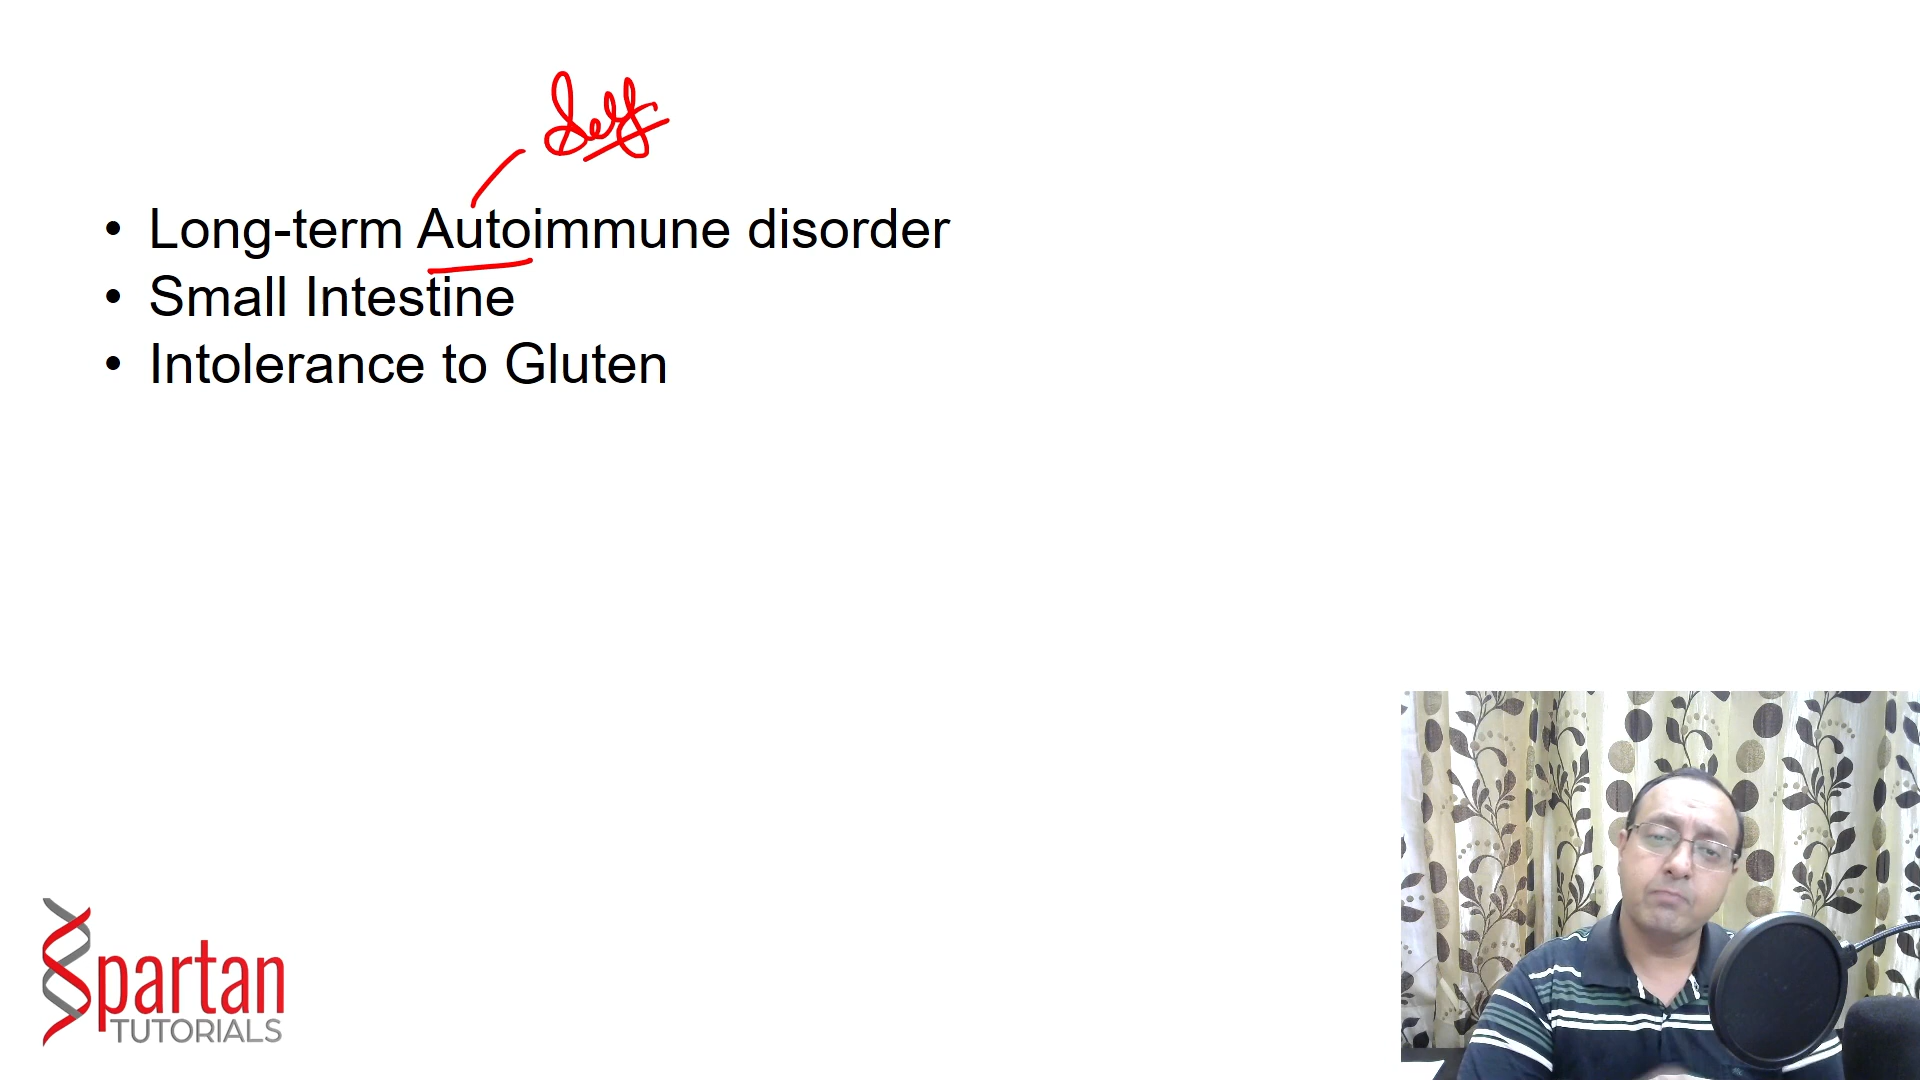 Self
• Long-term Autoimmune disorder
• Small Intestine
• Intolerance to Gluten
Spartan
TUTORIALS